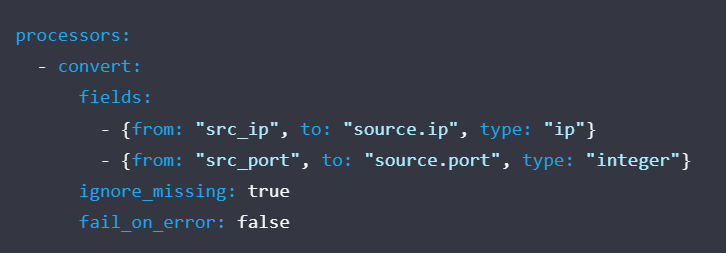 processors:
  - convert:
      fields:
        - {from: "src_ip", to: "source.ip", type: "ip"}
        - {from: "src_port", to: "source.port", type: "integer"}
      ignore_missing: true
      fail_on_error: false